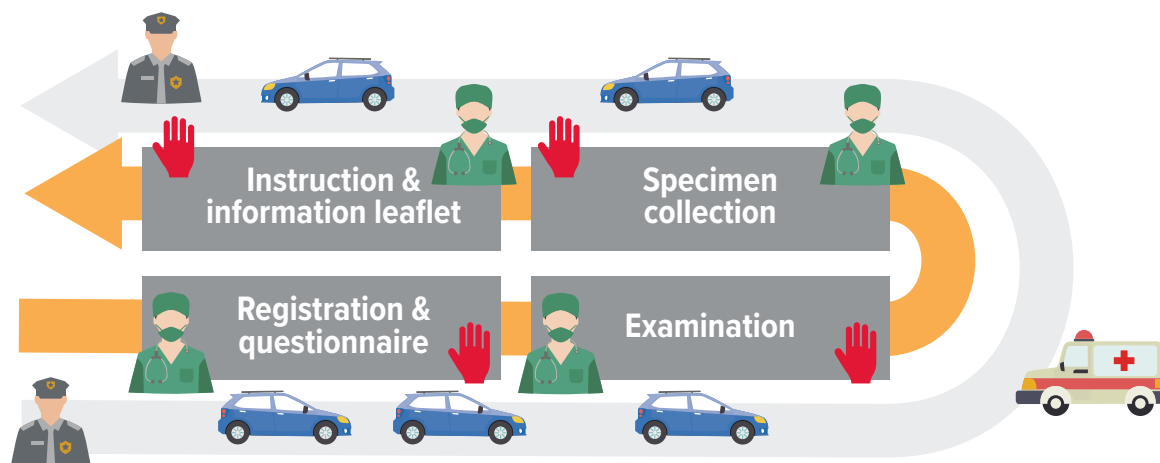 Instruction &
information leaflet
Specimen
collection
Registration &
questionnaire
Examination